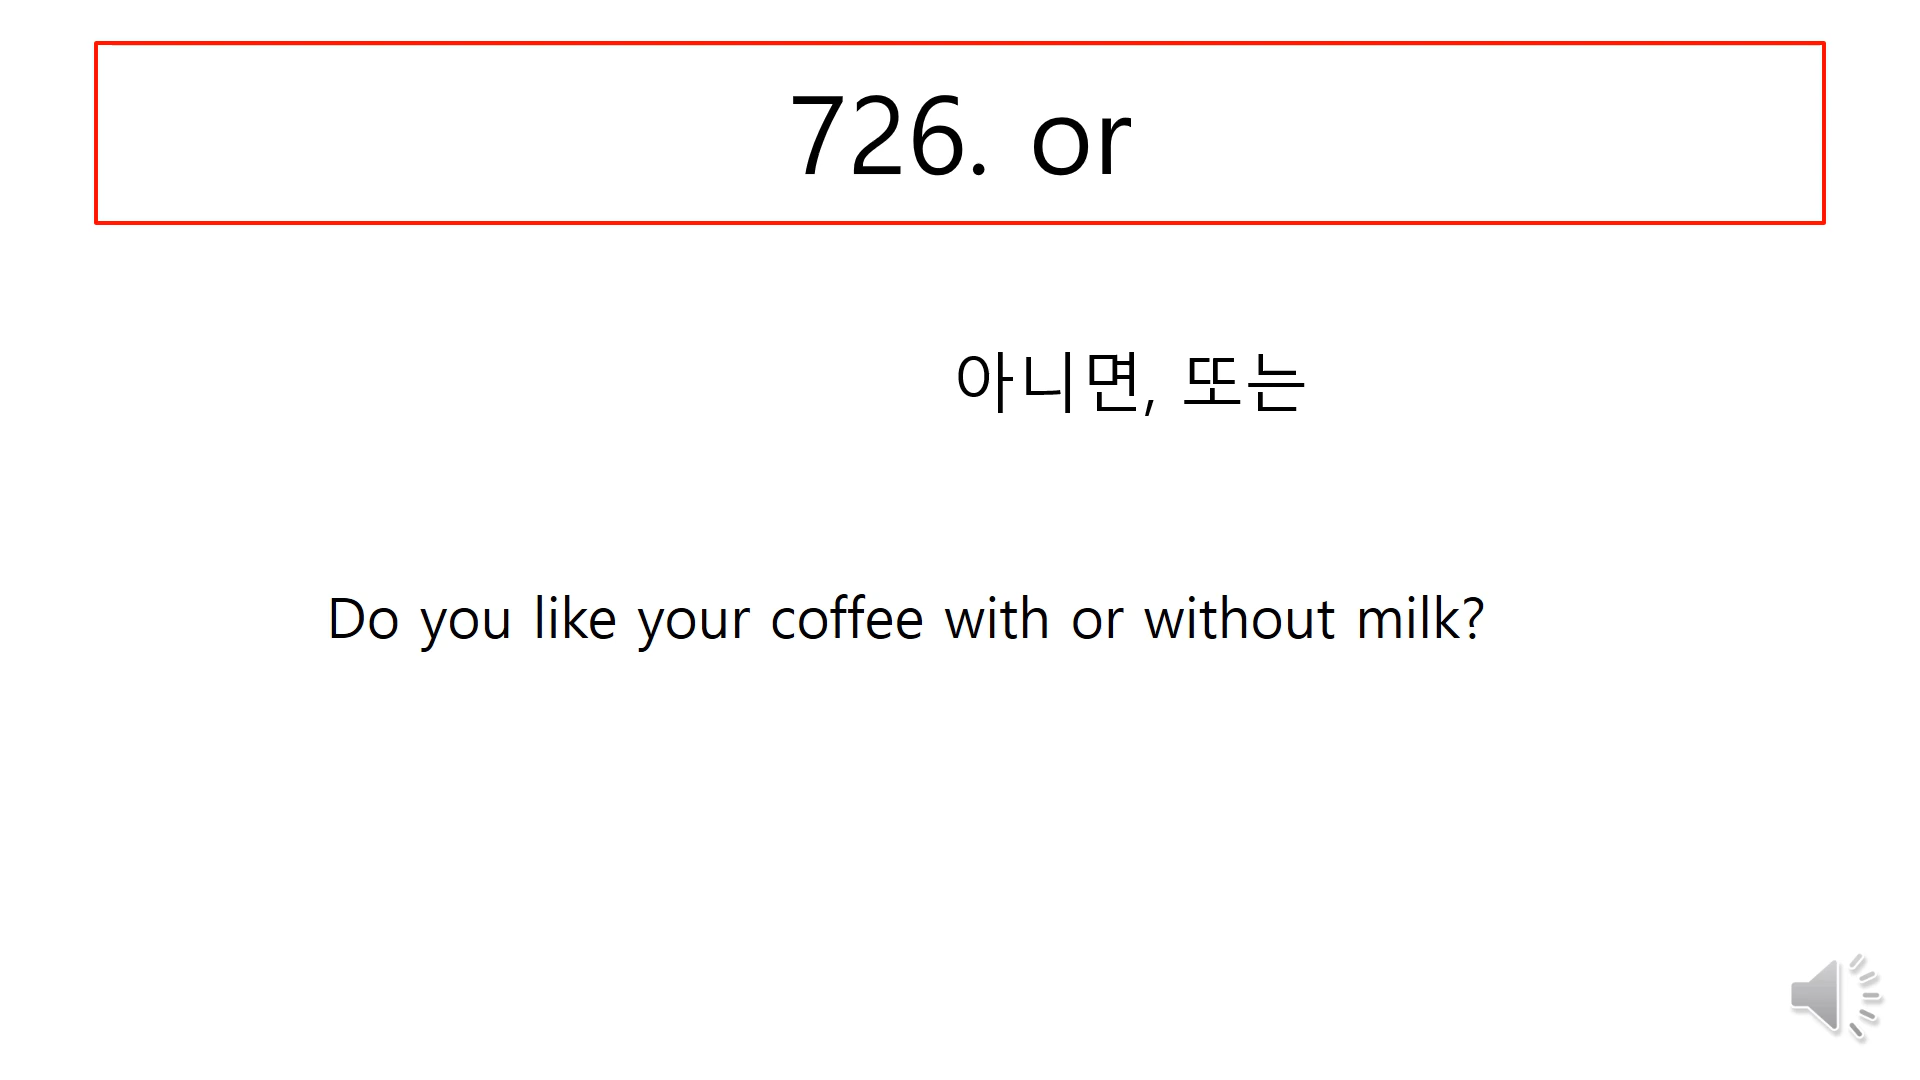 726. or
아니면, 또는
Do you like your coffee with or without milk?